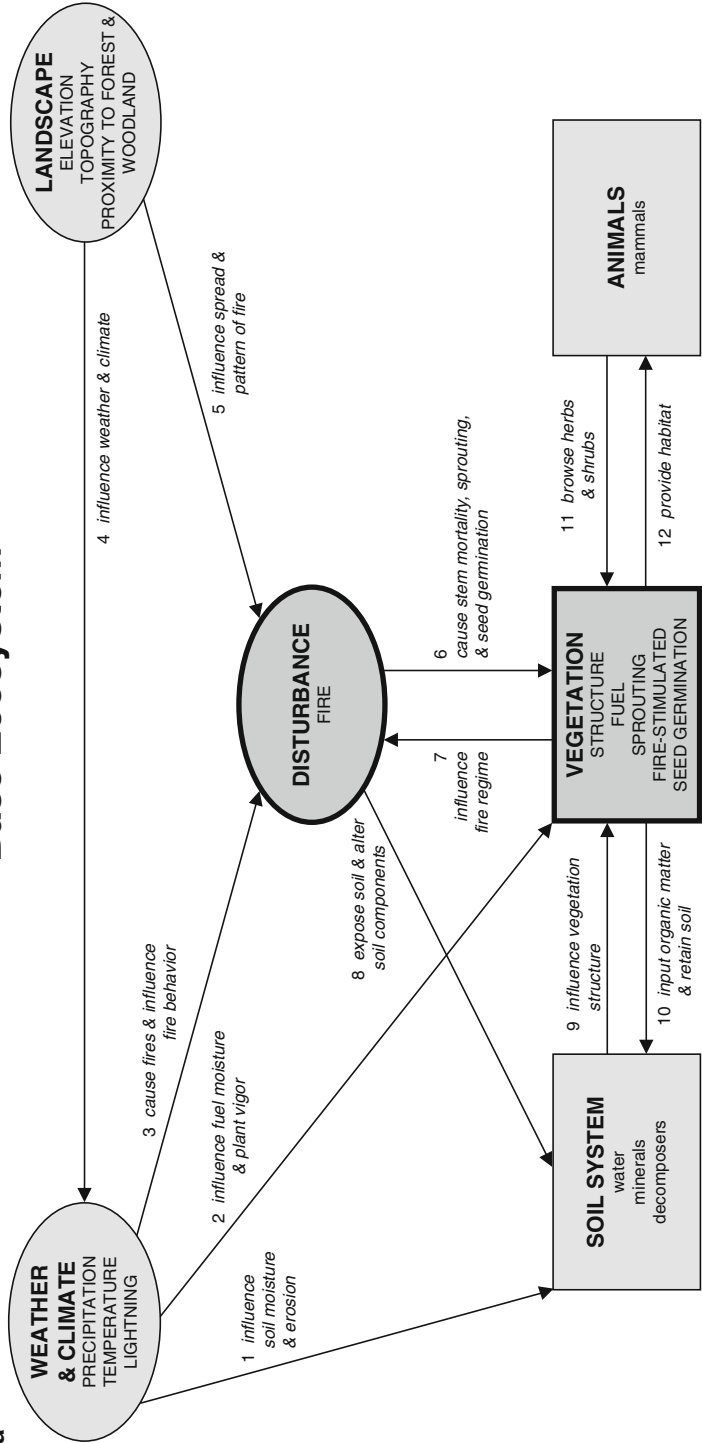 a
WEATHER
& CLIMATE
PRECIPITATION
TEMPERATURE
LIGHTNING
LANDSCAPE
ELEVATION
TOPOGRAPHY
PROXIMITY TO FOREST &
WOODLAND
4 influence weather & climate
3 cause fires & influence
fire behavior
5 influence spread &
pattern of fire
2 influence fuel moisture
& plant vigor
1 influence
soil moisture
& erosion
DISTURBANCE
FIRE
8 expose soil & alter
soil components
7
influence
fire regime
6
cause stem mortality, sprouting,
& seed germination
SOIL SYSTEM
water
minerals
decomposers
9 influence vegetation
structure
10 input organic matter
& retain soil
VEGETATION
STRUCTURE
FUEL
SPROUTING
FIRE-STIMULATED
SEED GERMINATION
11 browse herbs
& shrubs
12 provide habitat
ANIMALS
mammals